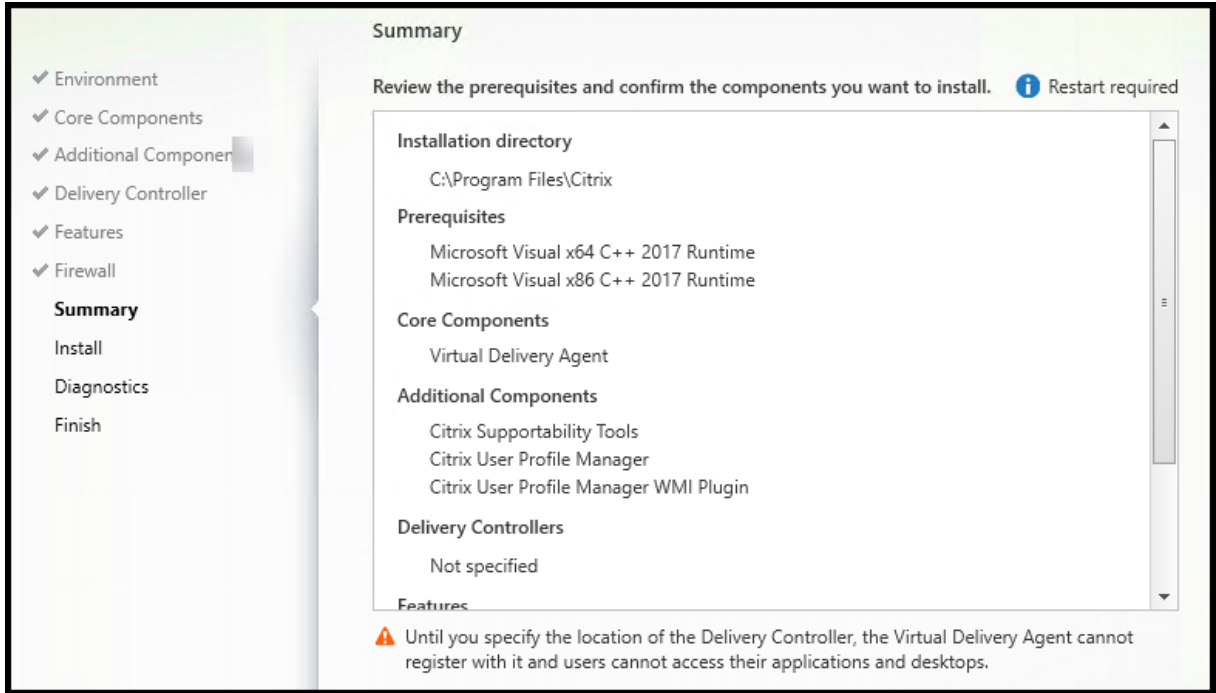 Summary
Environment
Core Components
Additional
Delivery Controller
Features
Firewall
Summary
Install
Diagnostics
Finish
Review the prerequisites and confirm the components you want to install.
Restart required
Installation directory
C:\Program Files\Citrix
Prerequisites
Microsoft Visual x64 C++ 2017 Runtime
Microsoft Visual x86 C++ 2017 Runtime
Core Components
Virtual Delivery Agent
Additional Components
Citrix Supportability Tools
Citrix User Profile Manager
Citrix User Profile Manager WMI Plugin
Delivery Controllers
Not specified
Features
Until you specify the location of the Delivery Controller, the Virtual Delivery Agent cannot
register with it and users cannot access their applications and desktops.